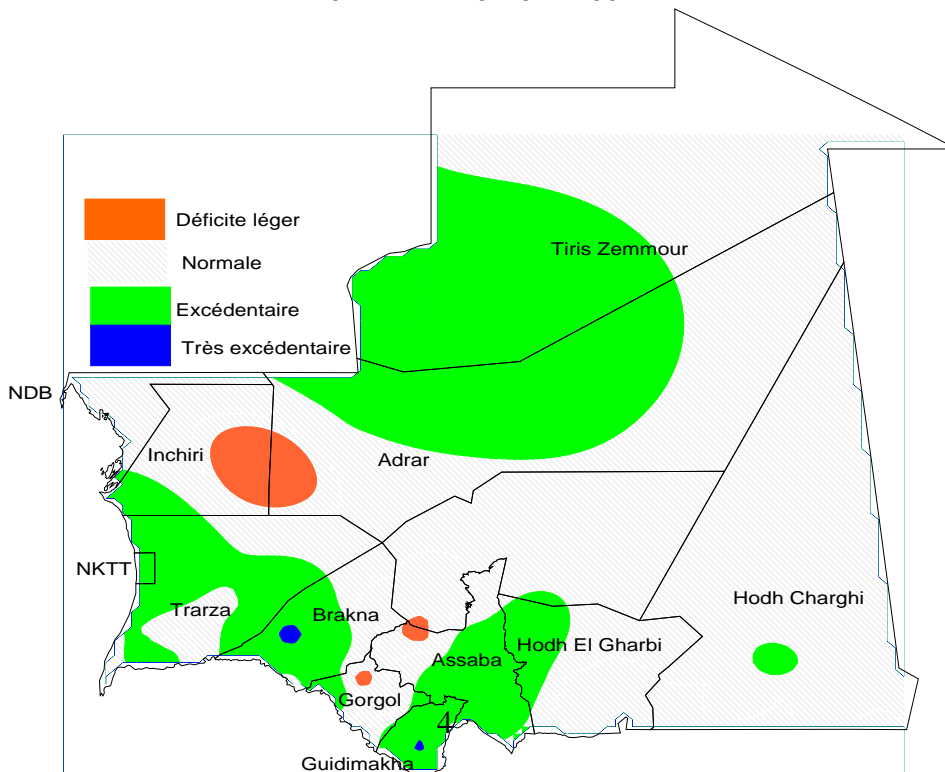 Déficite léger
Normale
Excédentaire
Très excédentaire
Tiris Zemmour
NDB
Inchiri
Adrar
NKTT
Trarza
Brakna
Hodh Charghi
Hodh El Gharbi
Assaba
Gorgol
4
Guidimakha